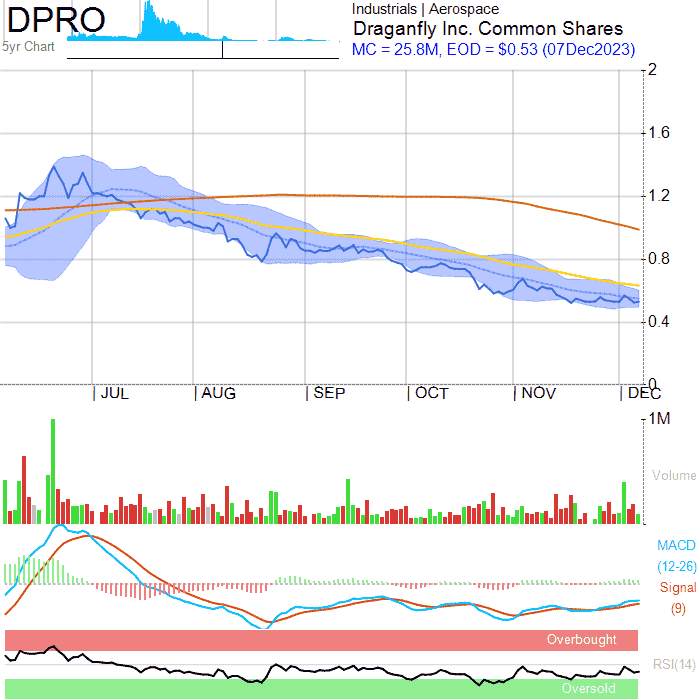 DPRO
5yr Chart
Industrials | Aerospace
Draganfly Inc. Common Shares
MC = 25.8M, EOD = $0.53 (07Dec2023)
2
1.6
1.2
0.8
0.4
0
JUL AUG SEP OCT NOV DEC
1M
Volume
MACD
(12-26)
Signal
(9)
Overbought
RSI(14)
Oversold